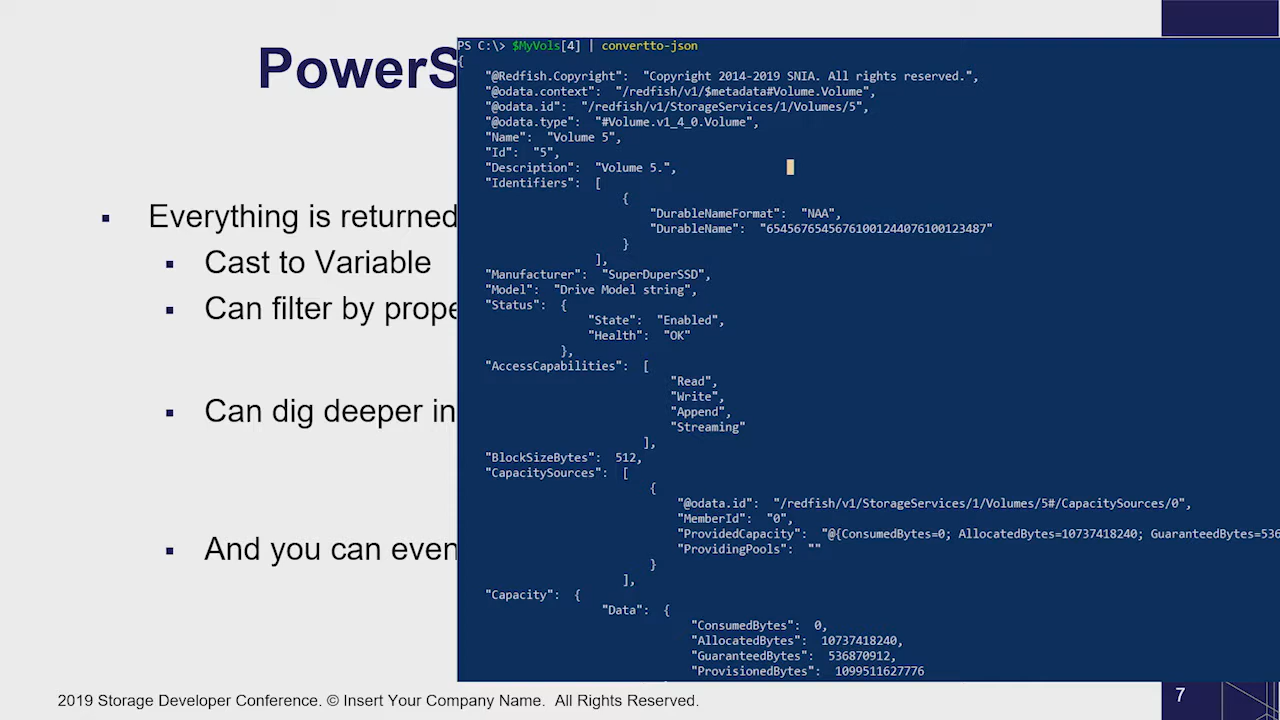 PowerS
▪ Everything is returned
▪ Cast to Variable
▪ Can filter by prope
▪ Can dig deeper in
▪ And you can even
PS C:\> $MyVols[4] | convertto-json
{
"@Redfish.Copyright": "Copyright 2014-2019 SNIA. All rights reserved.",
"@odata.context": "/redfish/v1/$metadata#Volume.Volume",
"@odata.id": "/redfish/v1/StorageServices/1/Volumes/5",
"@odata.type": "#Volume.v1_4_0.Volume",
"Name": "Volume 5",
"Id": "5",
"Description": "Volume 5.",
"Identifiers": [
{
"DurableNameFormat": "NAA",
"DurableName": "65456765456761001244076100123487"
}
],
"Manufacturer": "SuperDuperSSD",
"Model": "Drive Model string",
"Status": {
"State": "Enabled",
"Health": "OK"
},
"AccessCapabilities": [
"Read",
"Write",
"Append",
"Streaming"
],
"BlockSizeBytes": 512,
"CapacitySources": [
{
"@odata.id": "/redfish/v1/StorageServices/1/Volumes/5#/CapacitySources/0",
"MemberId": "0",
"ProvidedCapacity": "@{ConsumedBytes=0; AllocatedBytes=10737418240; GuaranteedBytes=536
"ProvidingPools": ""
}
],
"Capacity": {
"Data": {
"ConsumedBytes": 0,
"AllocatedBytes": 10737418240,
"GuaranteedBytes": 536870912,
"ProvisionedBytes": 1099511627776
2019 Storage Developer Conference. © Insert Your Company Name. All Rights Reserved.
7